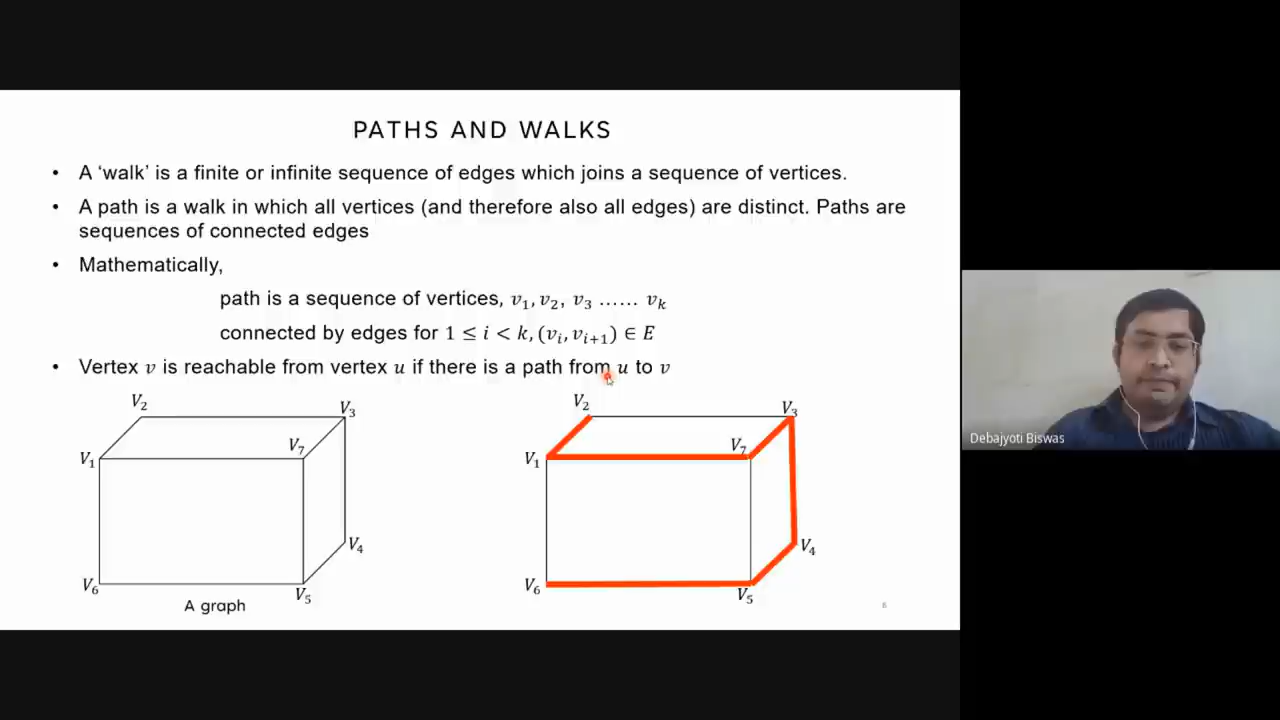 PATHS AND WALKS
• A ‘walk’ is a finite or infinite sequence of edges which joins a sequence of vertices.
• A path is a walk in which all vertices (and therefore also all edges) are distinct. Paths are
sequences of connected edges
• Mathematically,
path is a sequence of vertices, v₁, v₂, v₃ …… vₖ
connected by edges for 1 ≤ i < k, (vᵢ, vᵢ₊₁) ∈ E
• Vertex v is reachable from vertex u if there is a path from u to v
V₂ V₃
V₁ V₇
V₄
V₆ V₅
A graph
V₂ V₃
V₁ V₇
V₄
V₆ V₅
6
Debajyoti Biswas